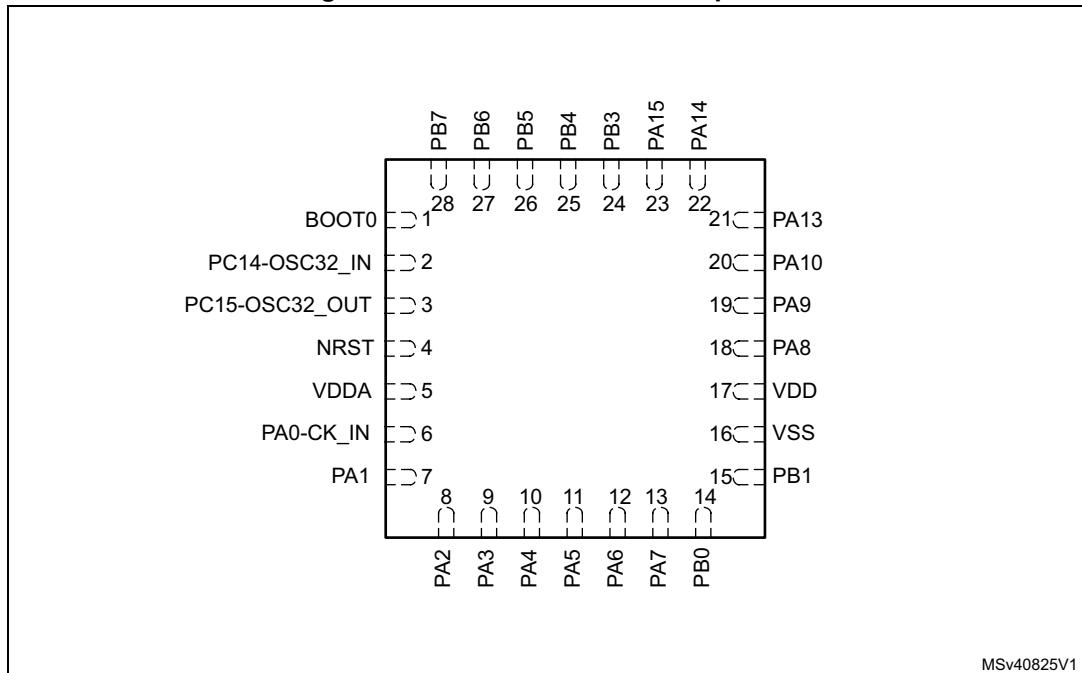 PB7 PB6 PB5 PB4 PB3 PA15 PA14
28 27 26 25 24 23 22
BOOT0 1 21 PA13
PC14-OSC32_IN 2 20 PA10
PC15-OSC32_OUT 3 19 PA9
NRST 4 18 PA8
VDDA 5 17 VDD
PA0-CK_IN 6 16 VSS
PA1 7 15 PB1
8 9 10 11 12 13 14
PA2 PA3 PA4 PA5 PA6 PA7 PB0
MSv40825V1